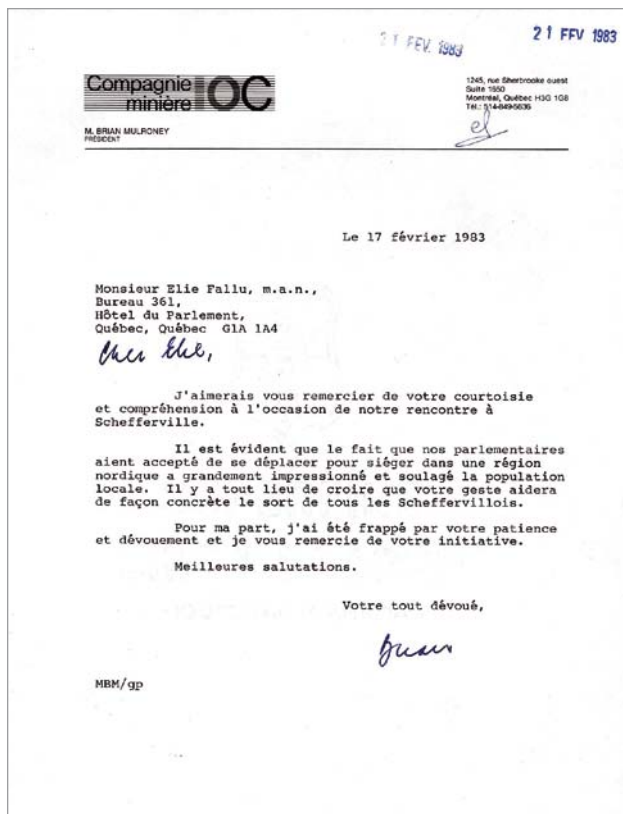 21 FEV. 1983
21 FEV 1983
Compagnie
minière IOC
1245, rue Sherbrooke ouest
Suite 1550
Montréal, Québec H3G 1G8
Tél.: 514-849-5636
el
M. BRIAN MULRONEY
PRÉSIDENT
Le 17 février 1983
Monsieur Elie Fallu, m.a.n.,
Bureau 361,
Hôtel du Parlement,
Québec, Québec G1A 1A4
Cher Elie,
J'aimerais vous remercier de votre courtoisie
et compréhension à l'occasion de notre rencontre à
Schefferville.
Il est évident que le fait que nos parlementaires
aient accepté de se déplacer pour siéger dans une région
nordique a grandement impressionné et soulagé la population
locale. Il y a tout lieu de croire que votre geste aidera
de façon concrète le sort de tous les Scheffervillois.
Pour ma part, j'ai été frappé par votre patience
et dévouement et je vous remercie de votre initiative.
Meilleures salutations.
Votre tout dévoué,
Brian
MBM/gp